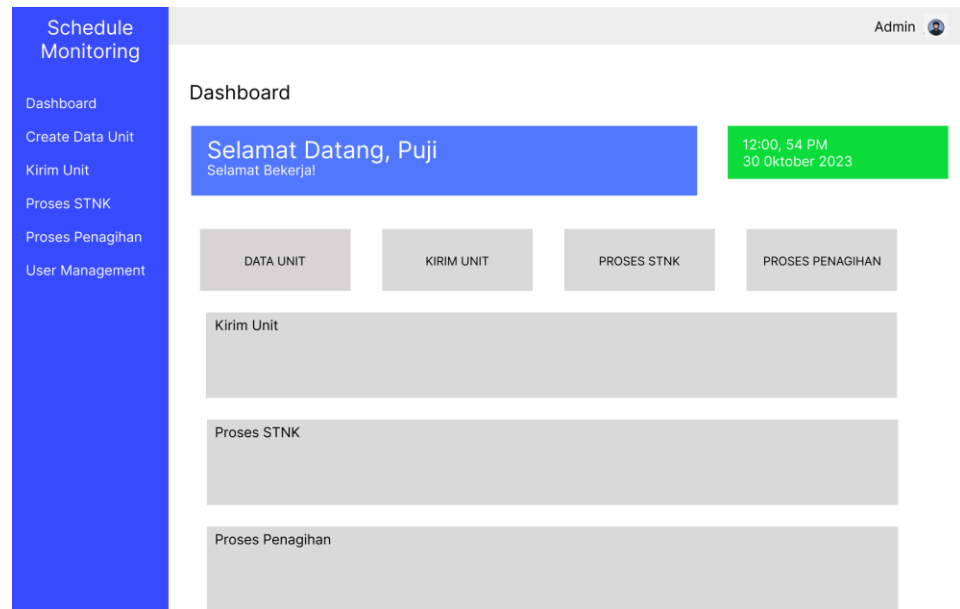 Schedule
Monitoring
Dashboard
Create Data Unit
Kirim Unit
Proses STNK
Proses Penagihan
User Management
Admin
Dashboard
Selamat Datang, Puji
Selamat Bekerja!
12:00, 54 PM
30 0ktober 2023
DATA UNIT
KIRIM UNIT
PROSES STNK
PROSES PENAGIHAN
Kirim Unit
Proses STNK
Proses Penagihan